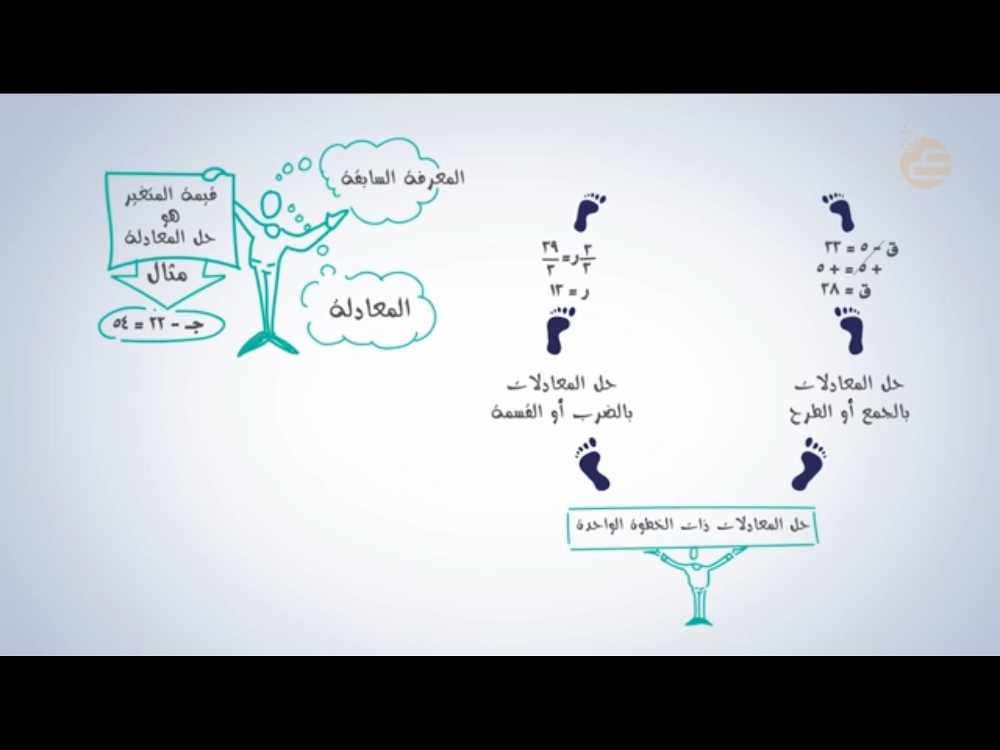 المعرفة السابقة
المعادلة
قيمة المتغير
هو
حل المعادلة
مثال
جـ - ٢٢ = ٥٤
ق - ٥ = ٣٣
+ ٥ = + ٥
ق = ٣٨
حل المعادلات
بالجمع أو الطرح
٣/٣ ر = ٣٩/٣
ر = ١٣
حل المعادلات
بالضرب أو القسمة
حل المعادلات ذات الخطوة الواحدة